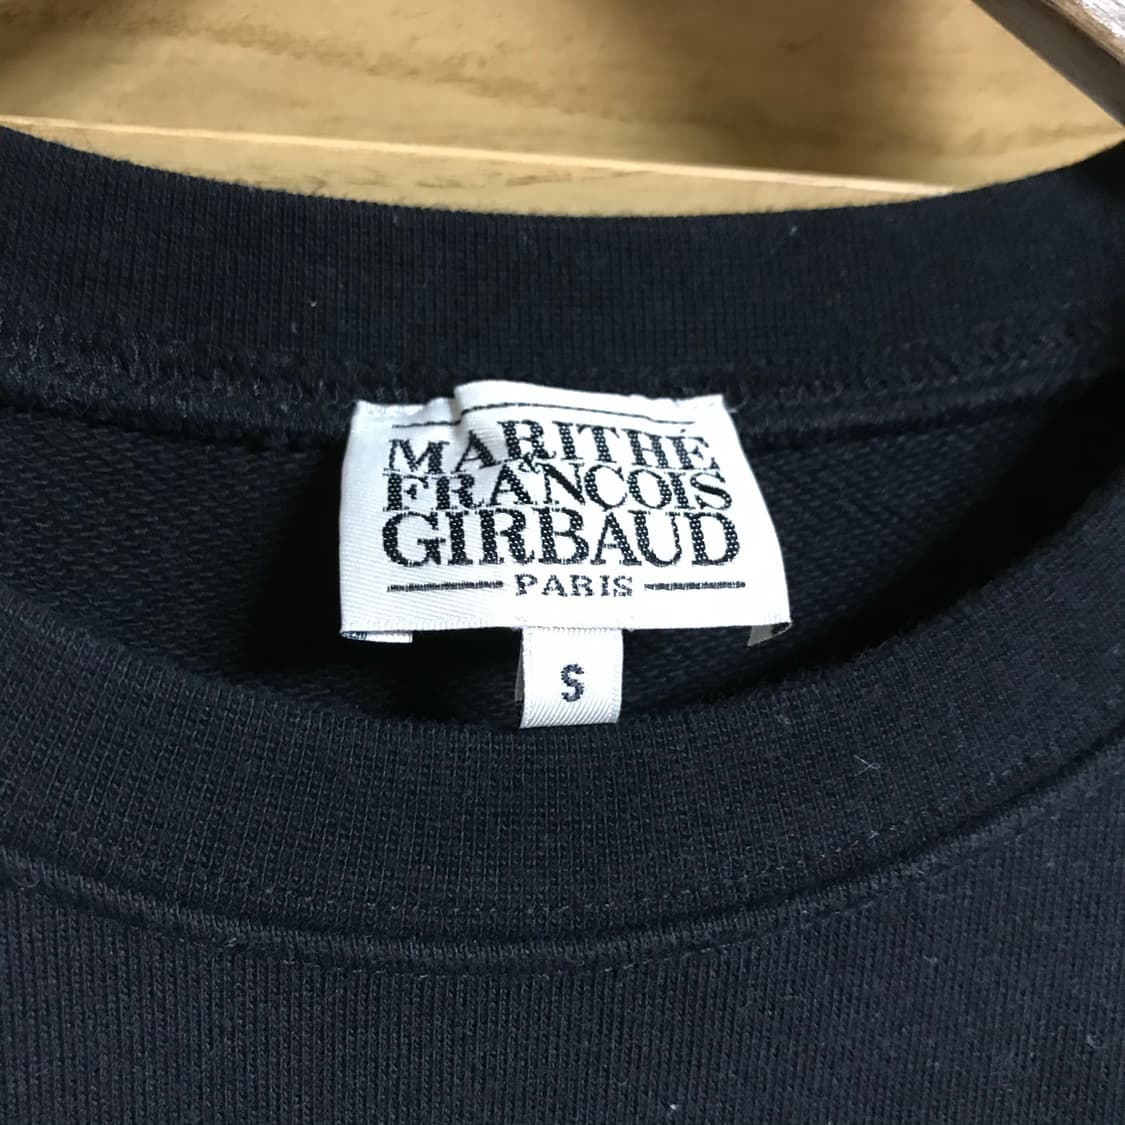 MARITHÉ
&
FRANÇOIS
GIRBAUD
PARIS
S